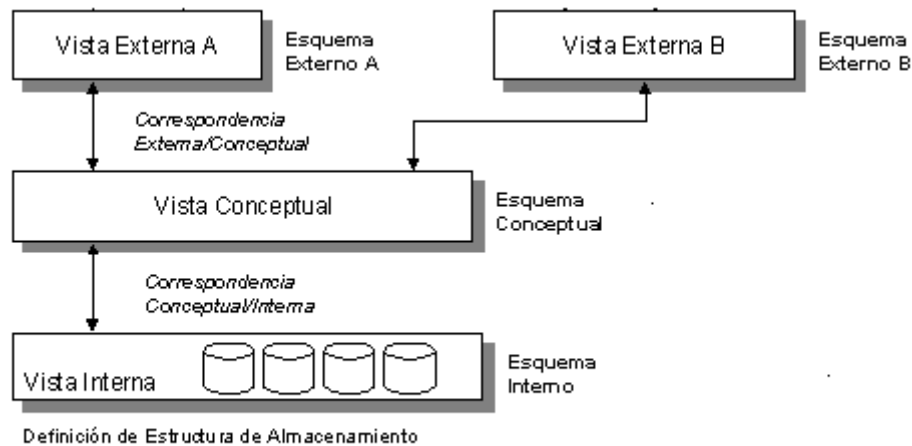 Vista Externa A
Esquema
Externo A
Vista Externa B
Esquema
Externo B
Correspondencia
Externa/Conceptual
Vista Conceptual
Esquema
Conceptual
Correspondencia
Conceptual/Interna
Vista Interna
Esquema
Interno
Definición de Estructura de Almacenamiento